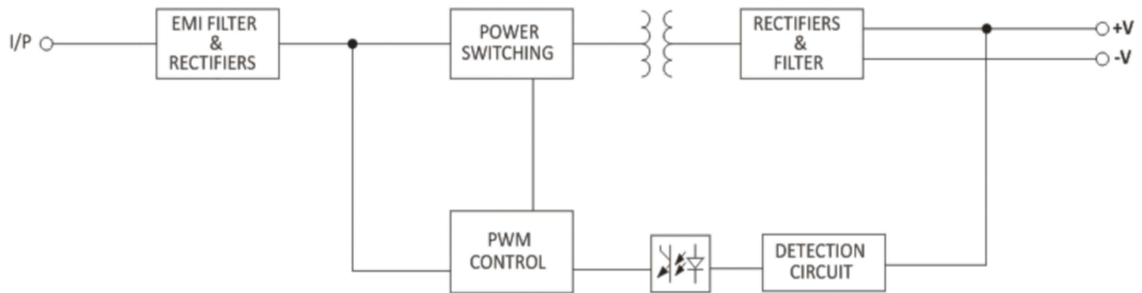 I/P
EMI FILTER
&
RECTIFIERS
POWER
SWITCHING
RECTIFIERS
&
FILTER
+V
-V
PWM
CONTROL
DETECTION
CIRCUIT